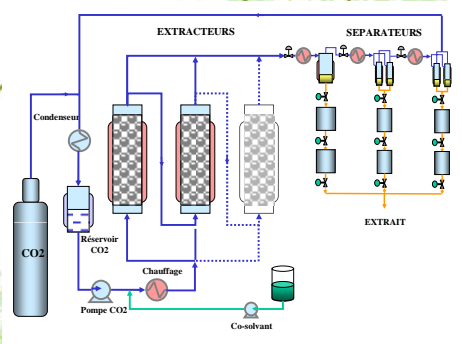 EXTRACTEURS
SEPARATEURS
Condenseur
CO2
Réservoir
CO2
Chauffage
Pompe CO2
Co-solvant
EXTRAIT